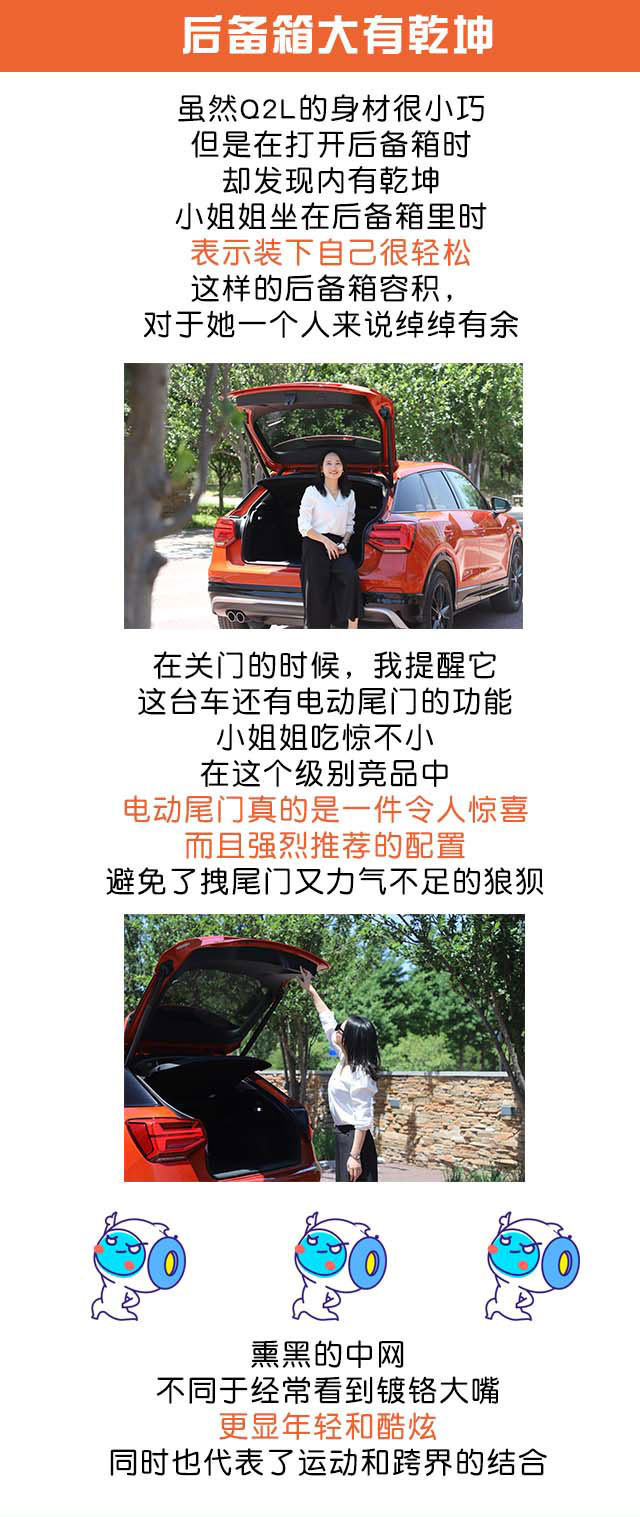 后备箱大有乾坤
虽然Q2L的身材很小巧
但是在打开后备箱时
却发现内有乾坤
小姐姐坐在后备箱里时
表示装下自己很轻松
这样的后备箱容积，
对于她一个人来说绰绰有余
在关门的时候，我提醒它
这台车还有电动尾门的功能
小姐姐吃惊不小
在这个级别竞品中
电动尾门真的是一件令人惊喜
而且强烈推荐的配置
避免了拽尾门又力气不足的狼狈
熏黑的中网
不同于经常看到镀铬大嘴
更显年轻和酷炫
同时也代表了运动和跨界的结合